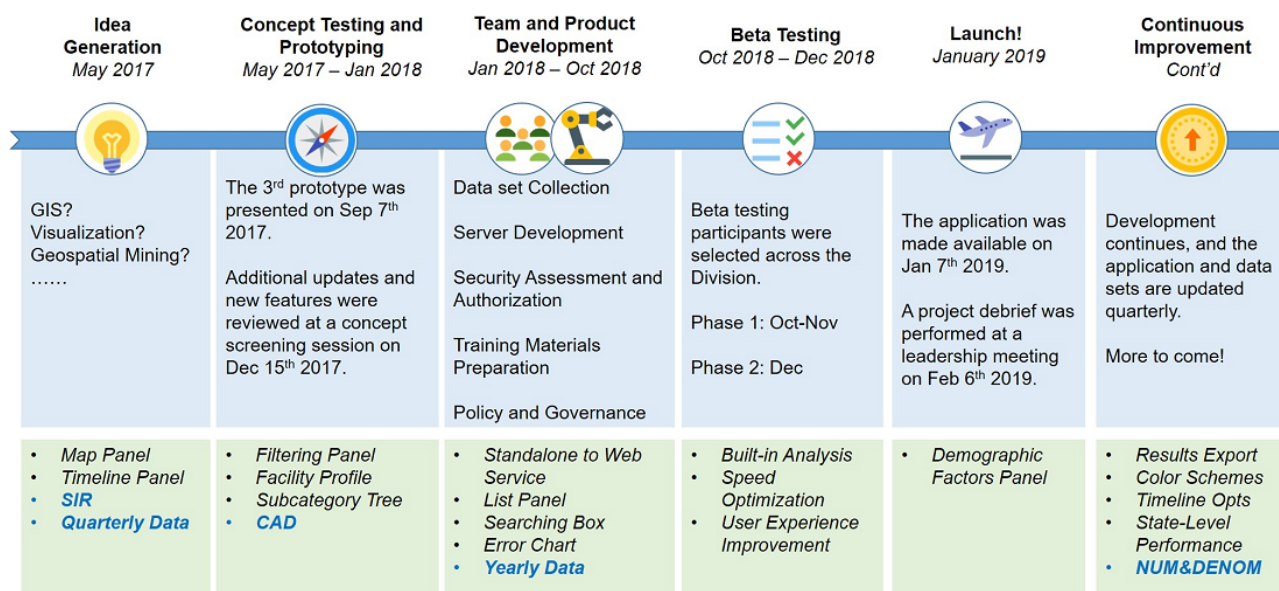 Idea
Generation
May 2017
Concept Testing and
Prototyping
May 2017 – Jan 2018
Team and Product
Development
Jan 2018 – Oct 2018
Beta Testing
Oct 2018 – Dec 2018
Launch!
January 2019
Continuous
Improvement
Cont'd
GIS?
Visualization?
Geospatial Mining?
……
The 3rd prototype was
presented on Sep 7th
2017.
Additional updates and
new features were
reviewed at a concept
screening session on
Dec 15th 2017.
Data set Collection
Server Development
Security Assessment and
Authorization
Training Materials
Preparation
Policy and Governance
Beta testing
participants were
selected across the
Division.
Phase 1: Oct-Nov
Phase 2: Dec
The application was
made available on
Jan 7th 2019.
A project debrief was
performed at a
leadership meeting
on Feb 6th 2019.
Development
continues, and the
application and data
sets are updated
quarterly.
More to come!
• Map Panel
• Timeline Panel
• SIR
• Quarterly Data
• Filtering Panel
• Facility Profile
• Subcategory Tree
• CAD
• Standalone to Web
Service
• List Panel
• Searching Box
• Error Chart
• Yearly Data
• Built-in Analysis
• Speed
Optimization
• User Experience
Improvement
• Demographic
Factors Panel
• Results Export
• Color Schemes
• Timeline Opts
• State-Level
Performance
• NUM&DENOM